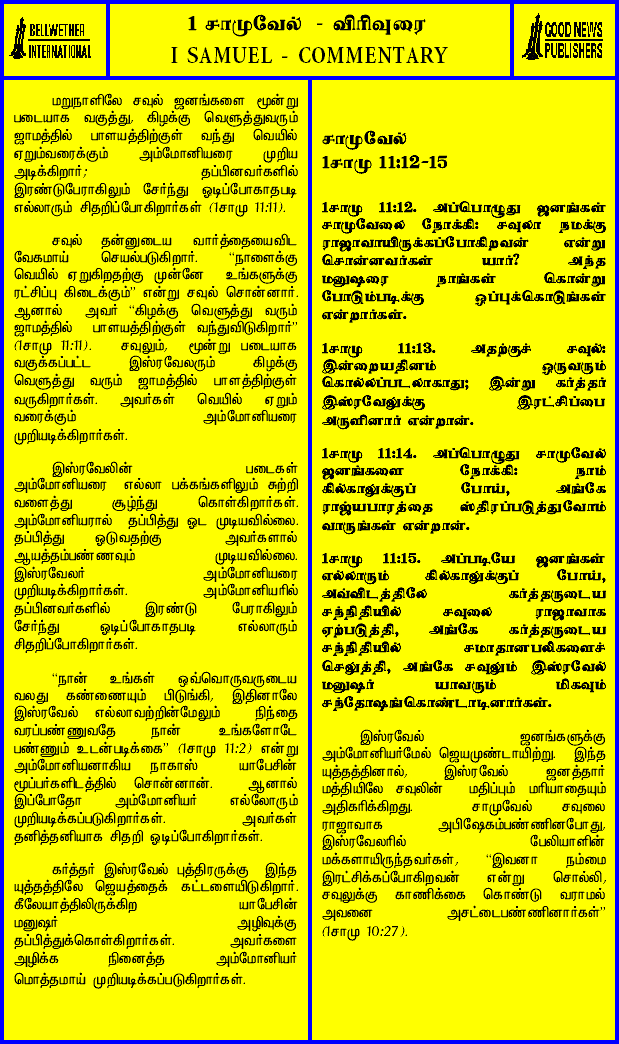 BELLWETHER
INTERNATIONAL
1 சாமுவேல் - விரிவுரை
I SAMUEL - COMMENTARY
GOOD NEWS
PUBLISHERS
மறுநாளிலே சவுல் ஜனங்களை மூன்று
படையாக வகுத்து, கிழக்கு வெளுத்துவரும்
ஜாமத்தில் பாளயத்திற்குள் வந்து வெயில்
ஏறும்வரைக்கும் அம்மோனியரை முறிய
அடிக்கிறார்; தப்பினவர்களில்
இரண்டுபேராகிலும் சேர்ந்து ஓடிப்போகாதபடி
எல்லாரும் சிதறிப்போகிறார்கள் (1சாமு 11:11).
சவுல் தன்னுடைய வார்த்தையைவிட
வேகமாய் செயல்படுகிறார். “நாளைக்கு
வெயில் ஏறுகிறதற்கு முன்னே உங்களுக்கு
ரட்சிப்பு கிடைக்கும்” என்று சவுல் சொன்னார்.
ஆனால் அவர் “கிழக்கு வெளுத்து வரும்
ஜாமத்தில் பாளயத்திற்குள் வந்துவிடுகிறார்”
(1சாமு 11:11). சவுலும், மூன்று படையாக
வகுக்கப்பட்ட இஸ்ரவேலரும் கிழக்கு
வெளுத்து வரும் ஜாமத்தில் பாளத்திற்குள்
வருகிறார்கள். அவர்கள் வெயில் ஏறும்
வரைக்கும் அம்மோனியரை
முறியடிக்கிறார்கள்.
இஸ்ரவேலின் படைகள்
அம்மோனியரை எல்லா பக்கங்களிலும் சுற்றி
வளைத்து சூழ்ந்து கொள்கிறார்கள்.
அம்மோனியரால் தப்பித்து ஓட முடியவில்லை.
தப்பித்து ஓடுவதற்கு அவர்களால்
ஆயத்தம்பண்ணவும் முடியவில்லை.
இஸ்ரவேலர் அம்மோனியரை
முறியடிக்கிறார்கள். அம்மோனியரில்
தப்பினவர்களில் இரண்டு பேராகிலும்
சேர்ந்து ஓடிப்போகாதபடி எல்லாரும்
சிதறிப்போகிறார்கள்.
“நான் உங்கள் ஒவ்வொருவருடைய
வலது கண்ணையும் பிடுங்கி, இதினாலே
இஸ்ரவேல் எல்லாவற்றின்மேலும் நிந்தை
வரப்பண்ணுவதே நான் உங்களோடே
பண்ணும் உடன்படிக்கை” (1சாமு 11:2) என்று
அம்மோனியனாகிய நாகாஸ் யாபேசின்
மூப்பர்களிடத்தில் சொன்னான். ஆனால்
இப்போதோ அம்மோனியர் எல்லோரும்
முறியடிக்கப்படுகிறார்கள். அவர்கள்
தனித்தனியாக சிதறி ஓடிப்போகிறார்கள்.
கர்த்தர் இஸ்ரவேல் புத்திரருக்கு இந்த
யுத்தத்திலே ஜெயத்தைக் கட்டளையிடுகிறார்.
கீலேயாத்திலிருக்கிற யாபேசின்
மனுஷர் அழிவுக்கு
தப்பித்துக்கொள்கிறார்கள். அவர்களை
அழிக்க நினைத்த அம்மோனியர்
மொத்தமாய் முறியடிக்கப்படுகிறார்கள்.
சாமுவேல்
1சாமு 11:12-15
1சாமு 11:12. அப்பொழுது ஜனங்கள்
சாமுவேலை நோக்கி: சவுலா நமக்கு
ராஜாவாயிருக்கப்போகிறவன் என்று
சொன்னவர்கள் யார்? அந்த
மனுஷரை நாங்கள் கொன்று
போடும்படிக்கு ஒப்புக்கொடுங்கள்
என்றார்கள்.
1சாமு 11:13. அதற்குச் சவுல்:
இன்றையதினம் ஒருவரும்
கொல்லப்படலாகாது; இன்று கர்த்தர்
இஸ்ரவேலுக்கு இரட்சிப்பை
அருளினார் என்றான்.
1சாமு 11:14. அப்பொழுது சாமுவேல்
ஜனங்களை நோக்கி: நாம்
கில்காலுக்குப் போய், அங்கே
ராஜ்யபாரத்தை ஸ்திரப்படுத்துவோம்
வாருங்கள் என்றான்.
1சாமு 11:15. அப்படியே ஜனங்கள்
எல்லாரும் கில்காலுக்குப் போய்,
அவ்விடத்திலே கர்த்தருடைய
சந்நிதியில் சவுலை ராஜாவாக
ஏற்படுத்தி, அங்கே கர்த்தருடைய
சந்நிதியில் சமாதானபலிகளைச்
செலுத்தி, அங்கே சவுலும் இஸ்ரவேல்
மனுஷர் யாவரும் மிகவும்
சந்தோஷங்கொண்டாடினார்கள்.
இஸ்ரவேல் ஜனங்களுக்கு
அம்மோனியர்மேல் ஜெயமுண்டாயிற்று. இந்த
யுத்தத்தினால், இஸ்ரவேல் ஜனத்தார்
மத்தியிலே சவுலின் மதிப்பும் மரியாதையும்
அதிகரிக்கிறது. சாமுவேல் சவுலை
ராஜாவாக அபிஷேகம்பண்ணினபோது,
இஸ்ரவேலரில் பேலியாளின்
மக்களாயிருந்தவர்கள், “இவனா நம்மை
இரட்சிக்கப்போகிறவன் என்று சொல்லி,
சவுலுக்கு காணிக்கை கொண்டு வராமல்
அவனை அசட்டைபண்ணினார்கள்”
(1சாமு 10:27).